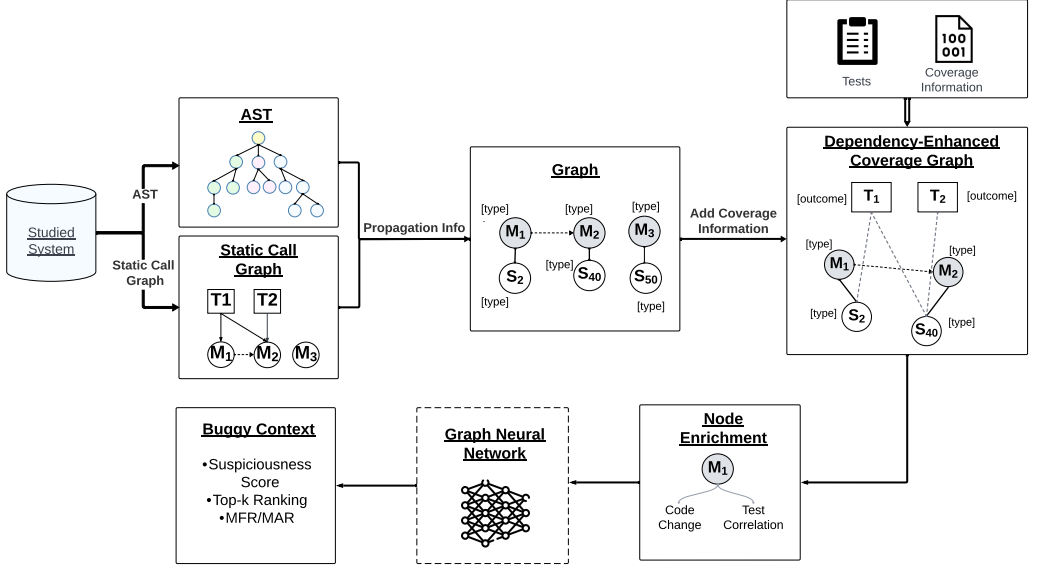 Tests
Coverage
Information
100
001
AST
Studied
System
AST
Static Call
Graph
Static Call
Graph
T1
T2
M1
M2
M3
Propagation Info
Graph
[type]
[type]
[type]
M1
M2
M3
[type]
S2
S40
S50
[type]
[type]
Add Coverage
Information
Dependency-Enhanced
Coverage Graph
[outcome]
T1
T2
[outcome]
[type]
M1
[type]
M2
[type]
S2
S40
[type]
Node
Enrichment
M1
Code
Change
Test
Correlation
Graph Neural
Network
Buggy Context
•Suspiciousness
Score
•Top-k Ranking
•MFR/MAR